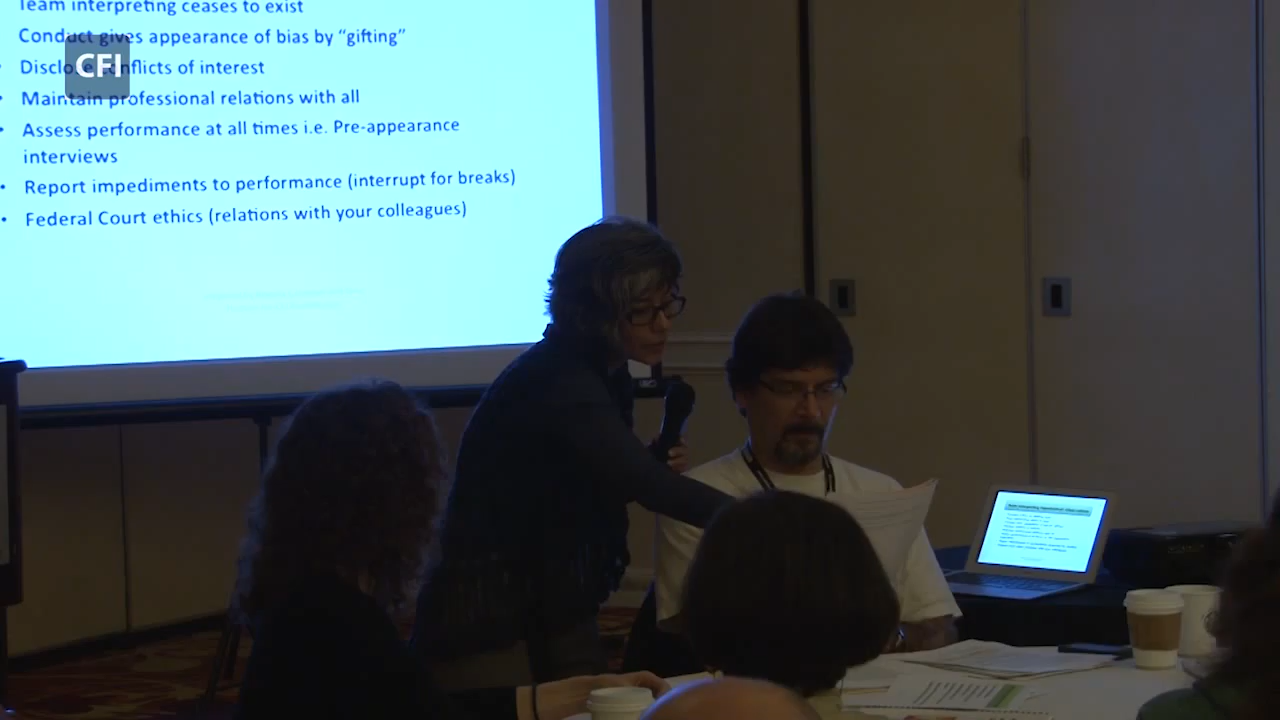 Team interpreting ceases to exist
Conduct gives appearance of bias by “gifting”
CFI
• Disclose conflicts of interest
• Maintain professional relations with all
• Assess performance at all times i.e. Pre-appearance
interviews
• Report impediments to performance (interrupt for breaks)
• Federal Court ethics (relations with your colleagues)